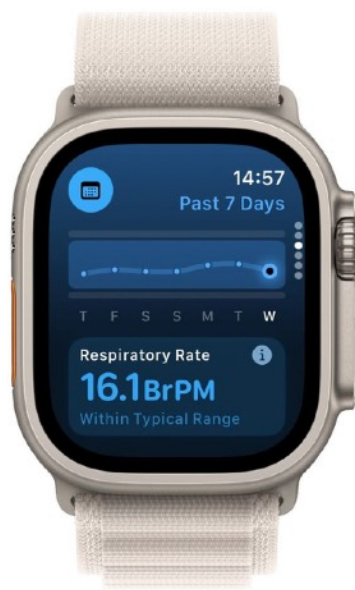 14:57
Past 7 Days
T F S S M T W
Respiratory Rate i
16.1BrPM
Within Typical Range